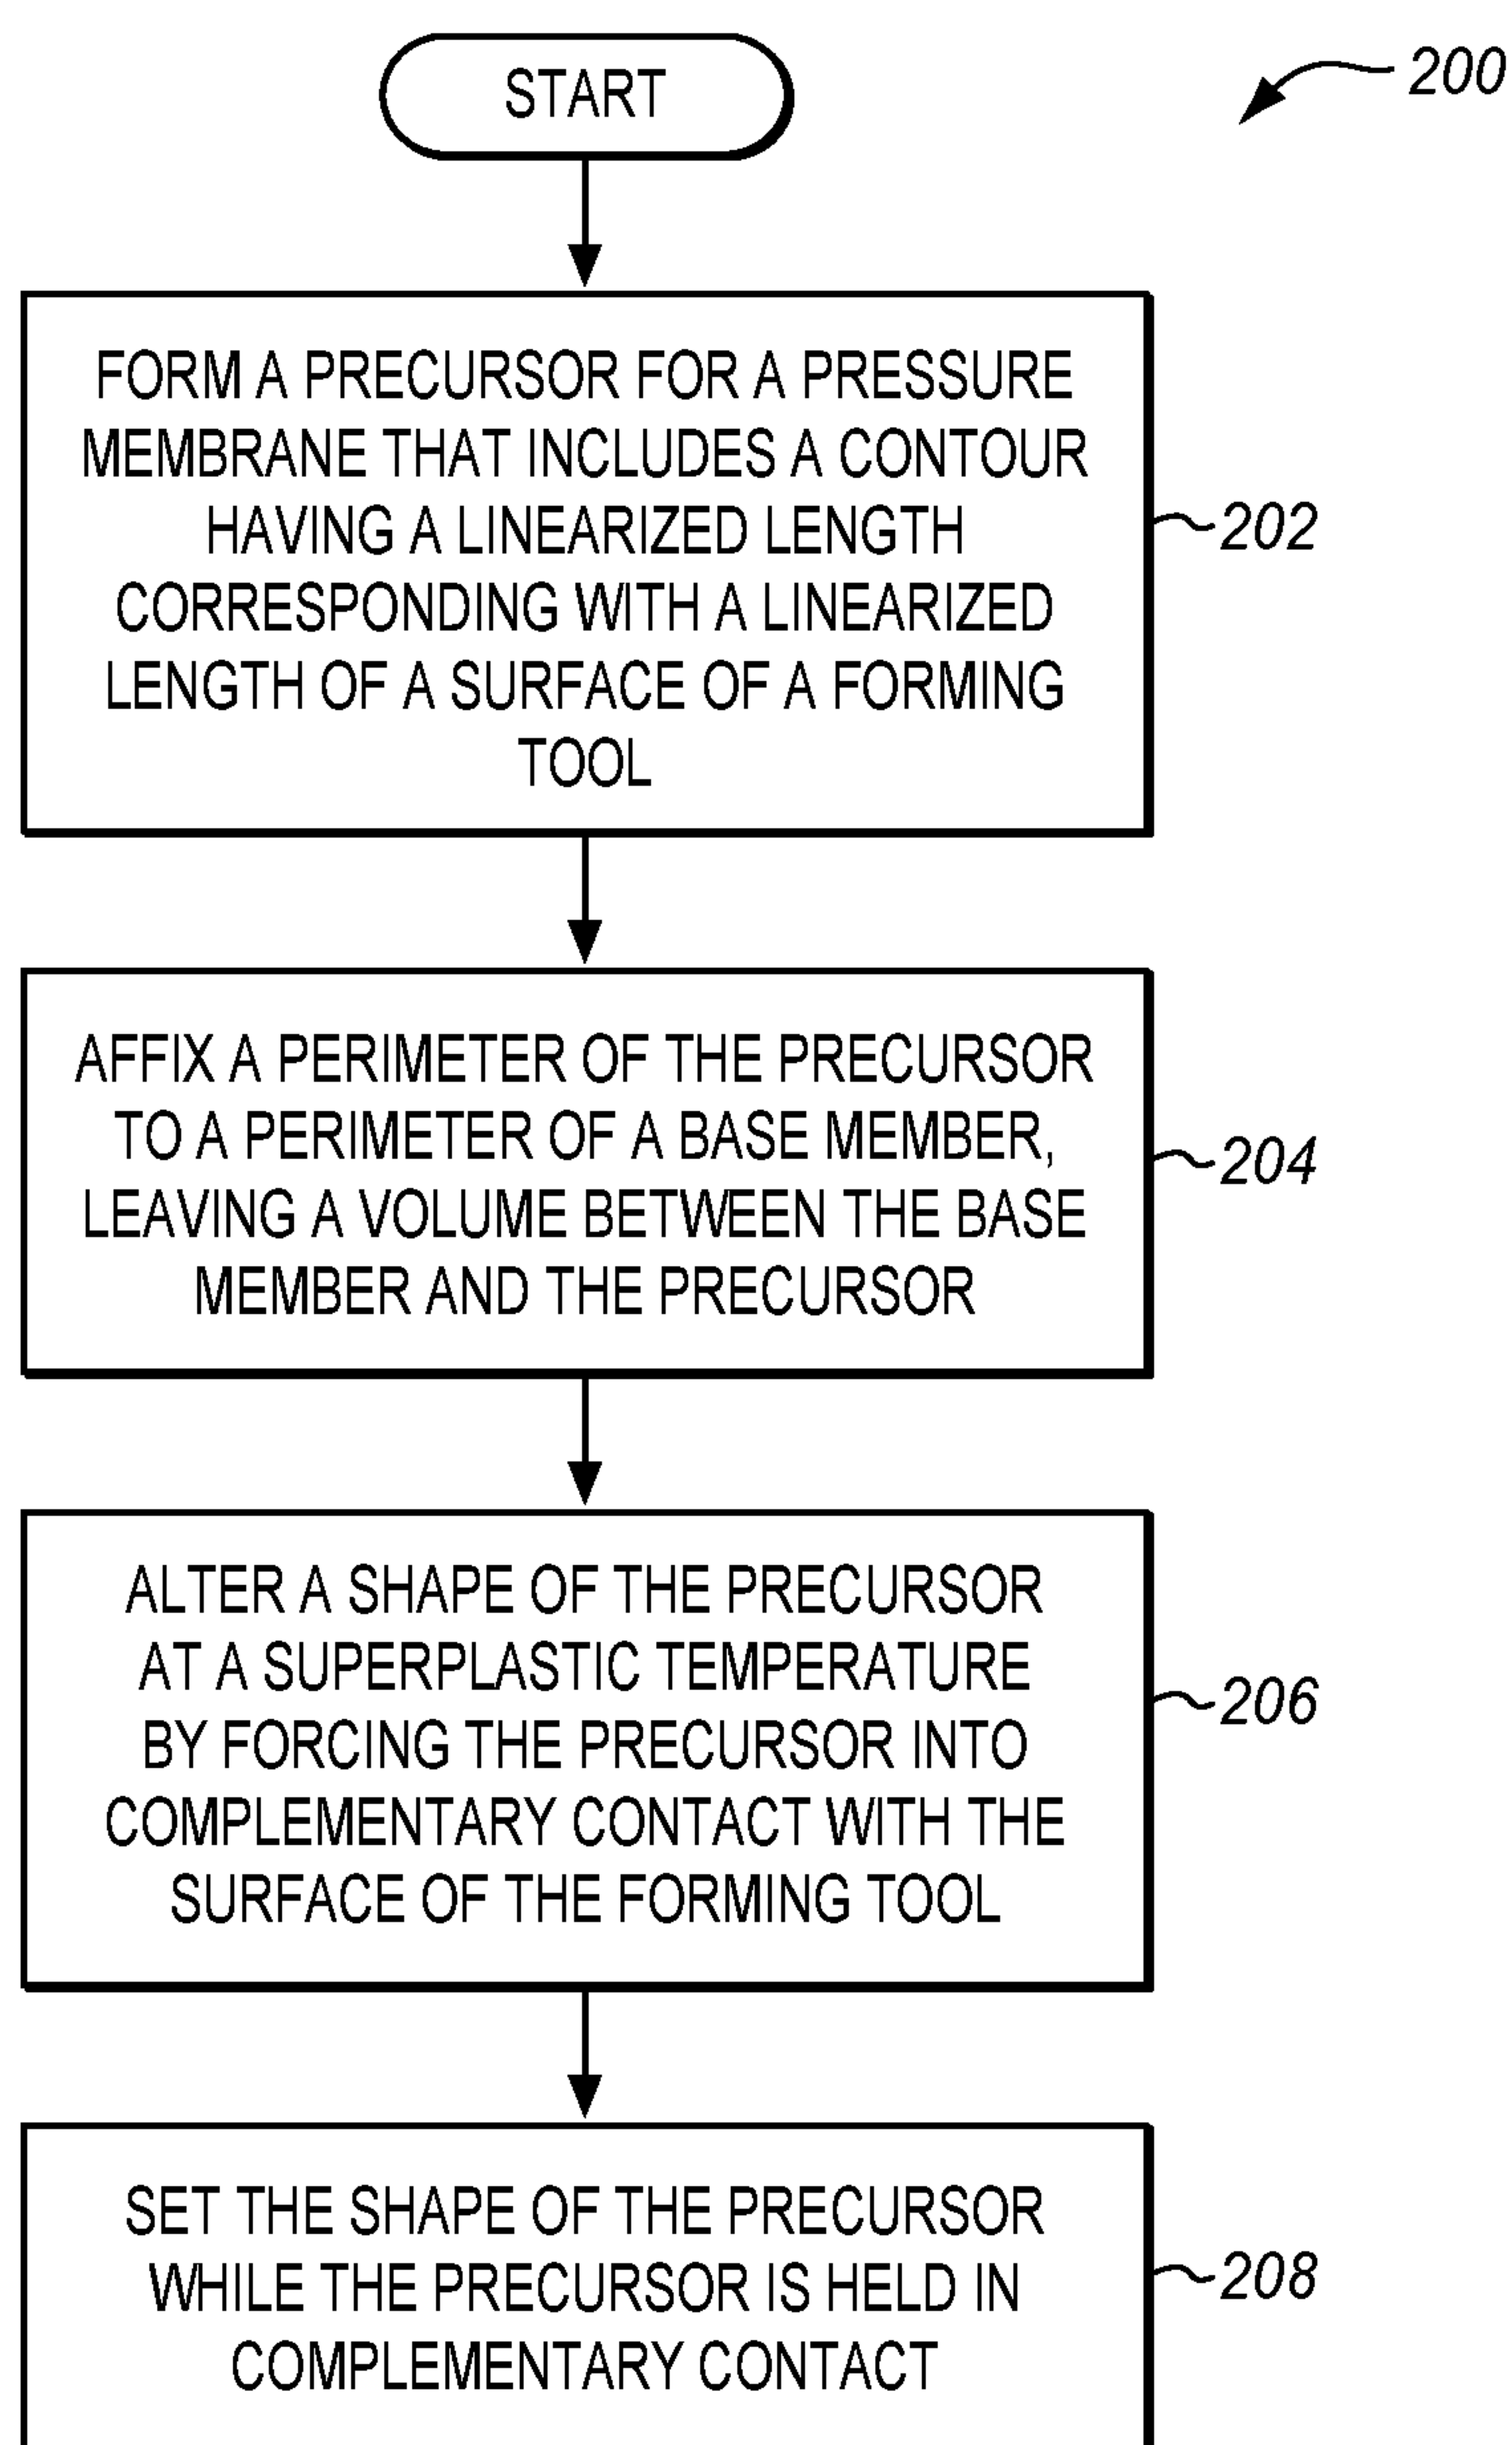 START
200
FORM A PRECURSOR FOR A PRESSURE
MEMBRANE THAT INCLUDES A CONTOUR
HAVING A LINEARIZED LENGTH
CORRESPONDING WITH A LINEARIZED
LENGTH OF A SURFACE OF A FORMING
TOOL
202
AFFIX A PERIMETER OF THE PRECURSOR
TO A PERIMETER OF A BASE MEMBER,
LEAVING A VOLUME BETWEEN THE BASE
MEMBER AND THE PRECURSOR
204
ALTER A SHAPE OF THE PRECURSOR
AT A SUPERPLASTIC TEMPERATURE
BY FORCING THE PRECURSOR INTO
COMPLEMENTARY CONTACT WITH THE
SURFACE OF THE FORMING TOOL
206
SET THE SHAPE OF THE PRECURSOR
WHILE THE PRECURSOR IS HELD IN
COMPLEMENTARY CONTACT
208